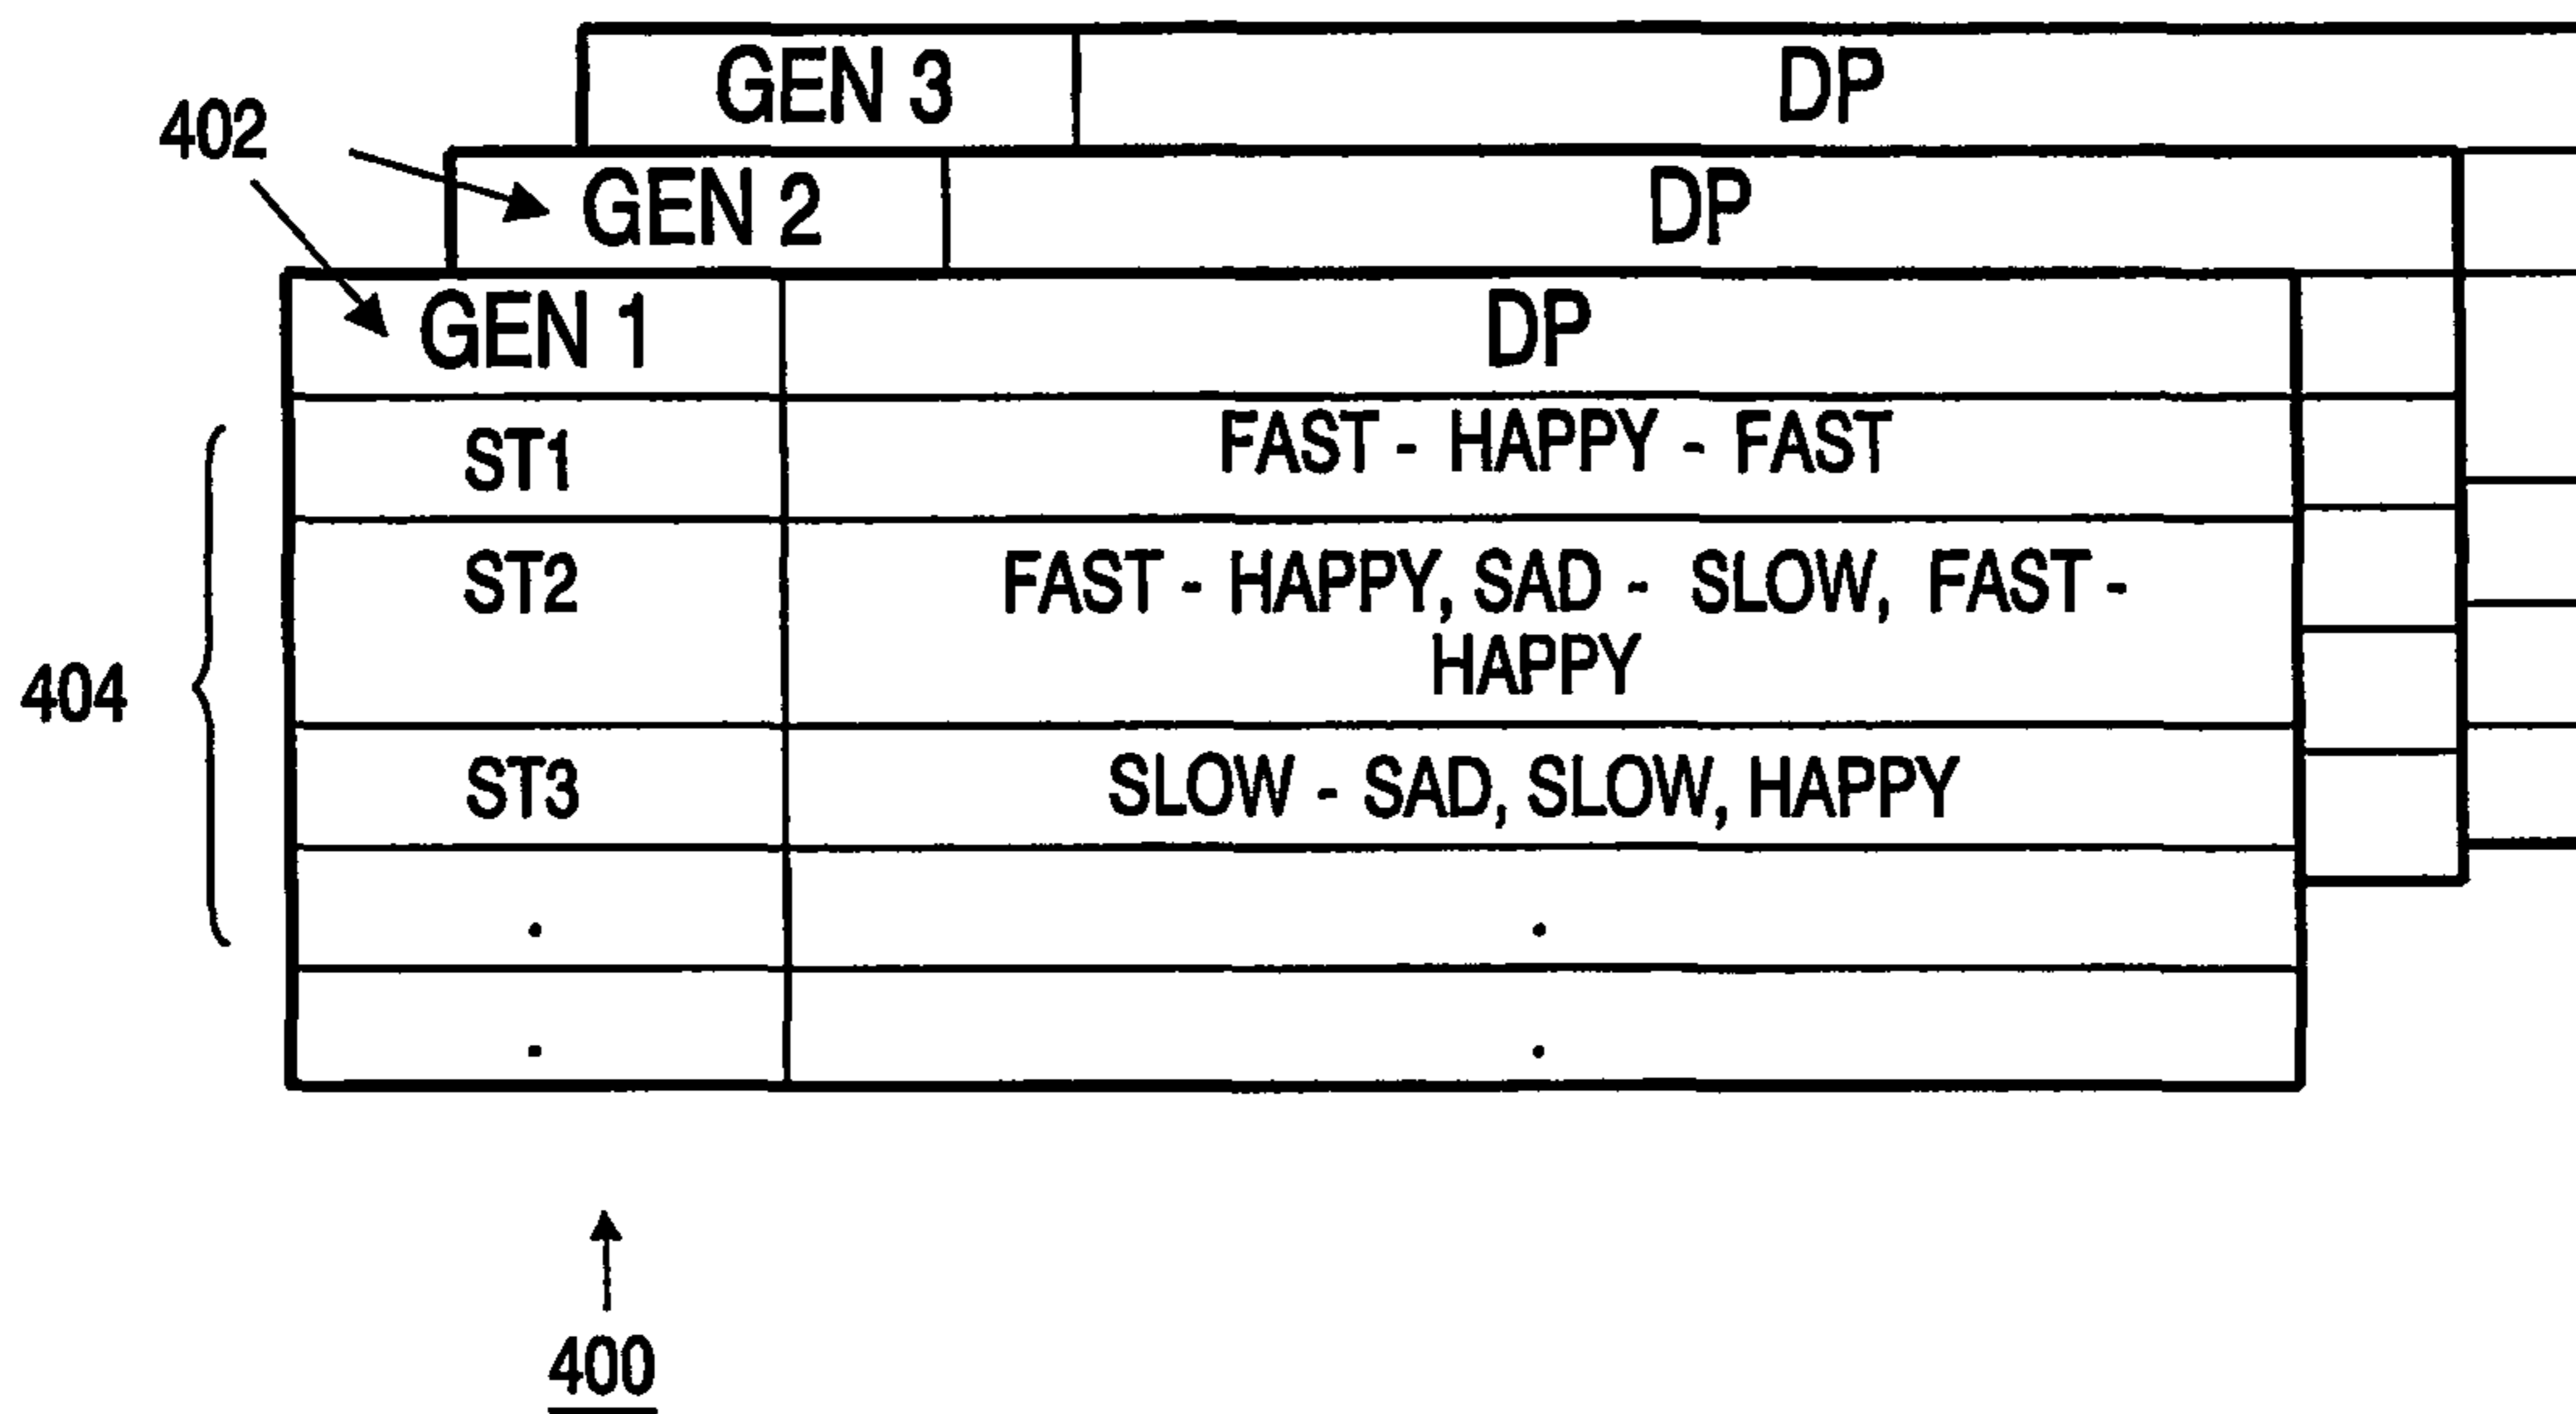 GEN 3 DP
402
GEN 2 DP
GEN 1 DP
ST1 FAST - HAPPY - FAST
ST2 FAST - HAPPY, SAD - SLOW, FAST -
HAPPY
404
ST3 SLOW - SAD, SLOW, HAPPY
. .
. .
400